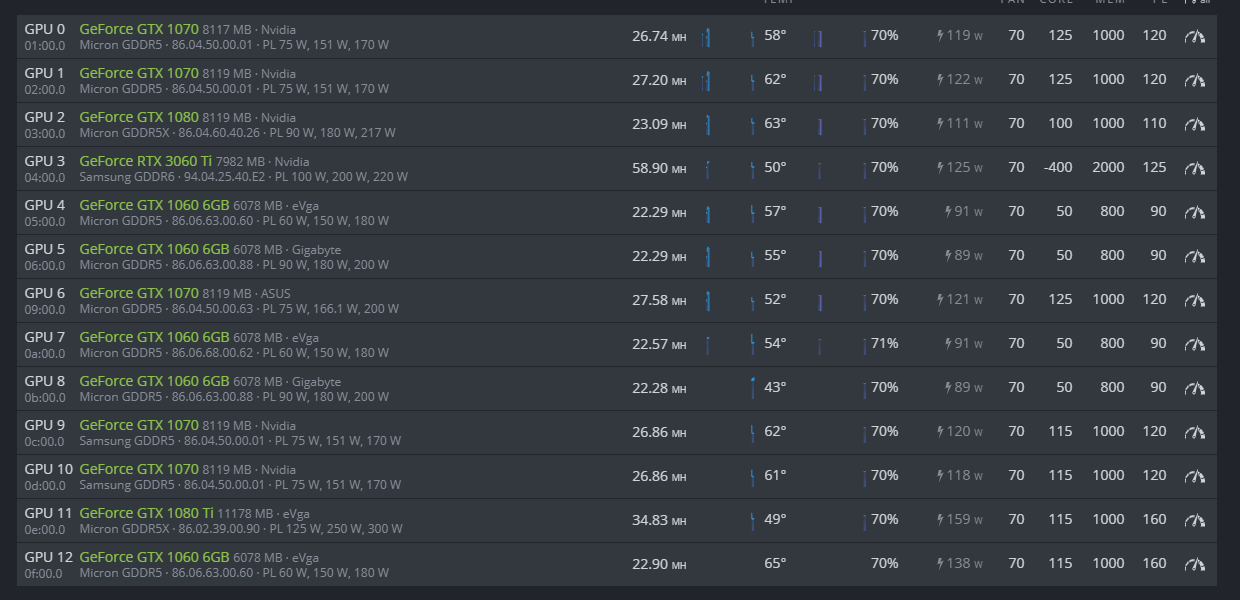 TEMP FAN CORE MEM PL
GPU 0 GeForce GTX 1070 8117 MB · Nvidia 26.74 MH 58° 70% 119 W 70 125 1000 120
01:00.0 Micron GDDR5 · 86.04.50.00.01 · PL 75 W, 151 W, 170 W
GPU 1 GeForce GTX 1070 8119 MB · Nvidia 27.20 MH 62° 70% 122 W 70 125 1000 120
02:00.0 Micron GDDR5 · 86.04.50.00.01 · PL 75 W, 151 W, 170 W
GPU 2 GeForce GTX 1080 8119 MB · Nvidia 23.09 MH 63° 70% 111 W 70 100 1000 110
03:00.0 Micron GDDR5X · 86.04.60.40.26 · PL 90 W, 180 W, 217 W
GPU 3 GeForce RTX 3060 Ti 7982 MB · Nvidia 58.90 MH 50° 70% 125 W 70 -400 2000 125
04:00.0 Samsung GDDR6 · 94.04.25.40.E2 · PL 100 W, 200 W, 220 W
GPU 4 GeForce GTX 1060 6GB 6078 MB · eVga 22.29 MH 57° 70% 91 W 70 50 800 90
05:00.0 Micron GDDR5 · 86.06.63.00.60 · PL 60 W, 150 W, 180 W
GPU 5 GeForce GTX 1060 6GB 6078 MB · Gigabyte 22.29 MH 55° 70% 89 W 70 50 800 90
06:00.0 Micron GDDR5 · 86.06.63.00.88 · PL 90 W, 180 W, 200 W
GPU 6 GeForce GTX 1070 8119 MB · ASUS 27.58 MH 52° 70% 121 W 70 125 1000 120
09:00.0 Micron GDDR5 · 86.04.50.00.63 · PL 75 W, 166.1 W, 200 W
GPU 7 GeForce GTX 1060 6GB 6078 MB · eVga 22.57 MH 54° 71% 91 W 70 50 800 90
0a:00.0 Micron GDDR5 · 86.06.68.00.62 · PL 60 W, 150 W, 180 W
GPU 8 GeForce GTX 1060 6GB 6078 MB · Gigabyte 22.28 MH 43° 70% 89 W 70 50 800 90
0b:00.0 Micron GDDR5 · 86.06.63.00.88 · PL 90 W, 180 W, 200 W
GPU 9 GeForce GTX 1070 8119 MB · Nvidia 26.86 MH 62° 70% 120 W 70 115 1000 120
0c:00.0 Samsung GDDR5 · 86.04.50.00.01 · PL 75 W, 151 W, 170 W
GPU 10 GeForce GTX 1070 8119 MB · Nvidia 26.86 MH 61° 70% 118 W 70 115 1000 120
0d:00.0 Samsung GDDR5 · 86.04.50.00.01 · PL 75 W, 151 W, 170 W
GPU 11 GeForce GTX 1080 Ti 11178 MB · eVga 34.83 MH 49° 70% 159 W 70 115 1000 160
0e:00.0 Micron GDDR5X · 86.02.39.00.90 · PL 125 W, 250 W, 300 W
GPU 12 GeForce GTX 1060 6GB 6078 MB · eVga 22.90 MH 65° 70% 138 W 70 115 1000 160
0f:00.0 Micron GDDR5 · 86.06.63.00.60 · PL 60 W, 150 W, 180 W